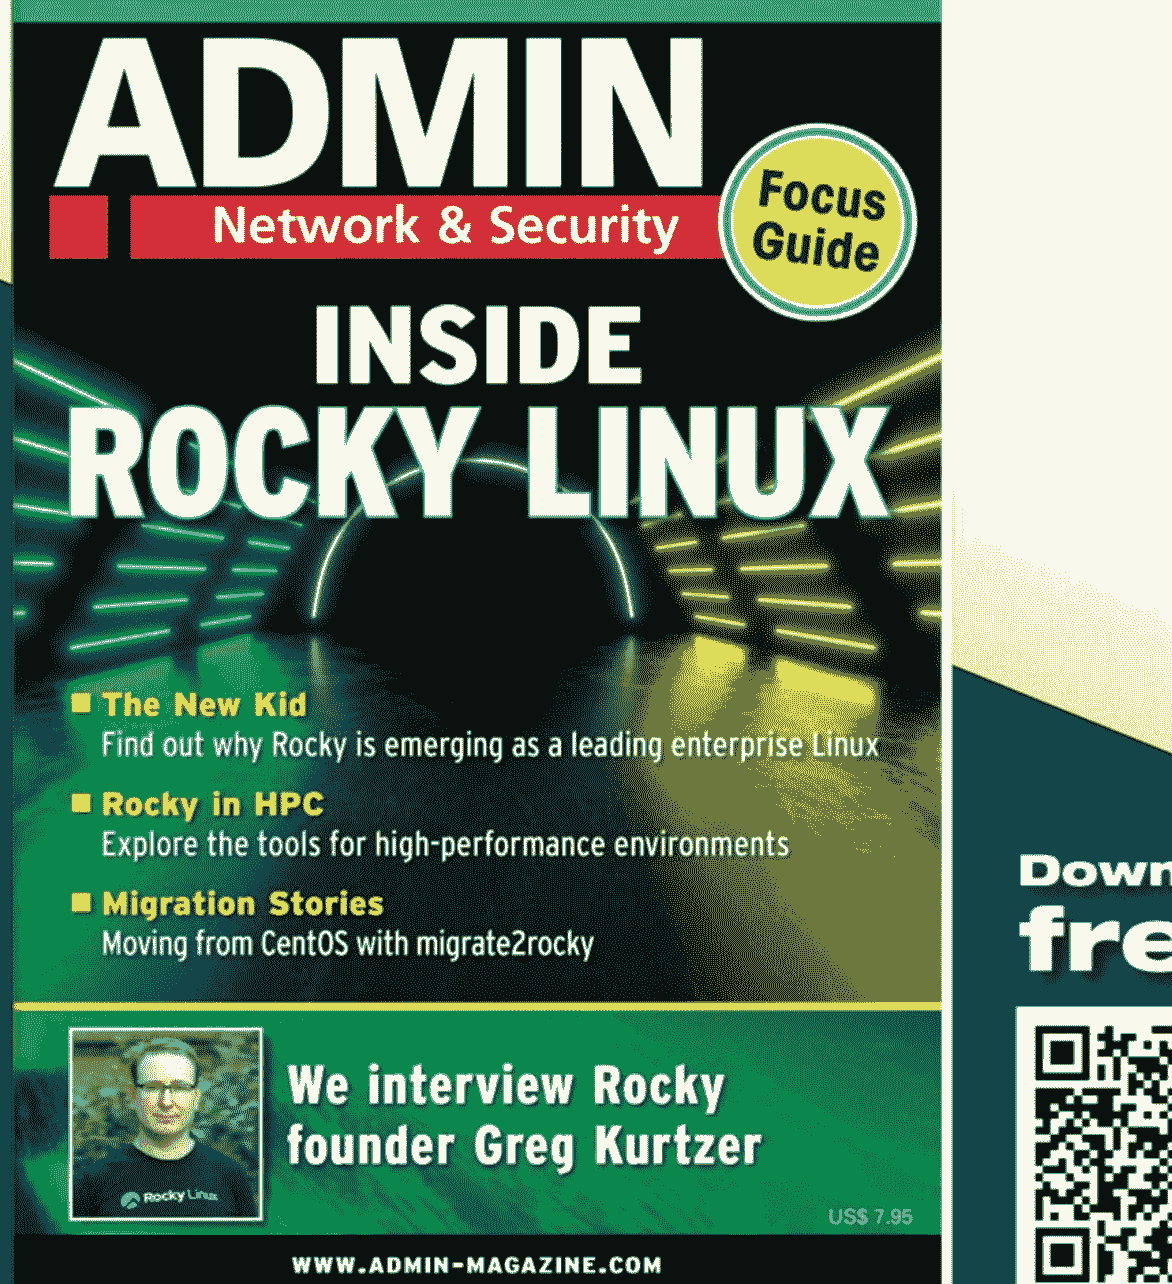 ADMIN
Network & Security
Focus
Guide
INSIDE
ROCKY LINUX
The New Kid
Find out why Rocky is emerging as a leading enterprise Linux
Rocky in HPC
Explore the tools for high-performance environments
Migration Stories
Moving from CentOS with migrate2rocky
We interview Rocky
founder Greg Kurtzer
Rocky Linux
US$ 7.95
WWW.ADMIN-MAGAZINE.COM
Down
fre